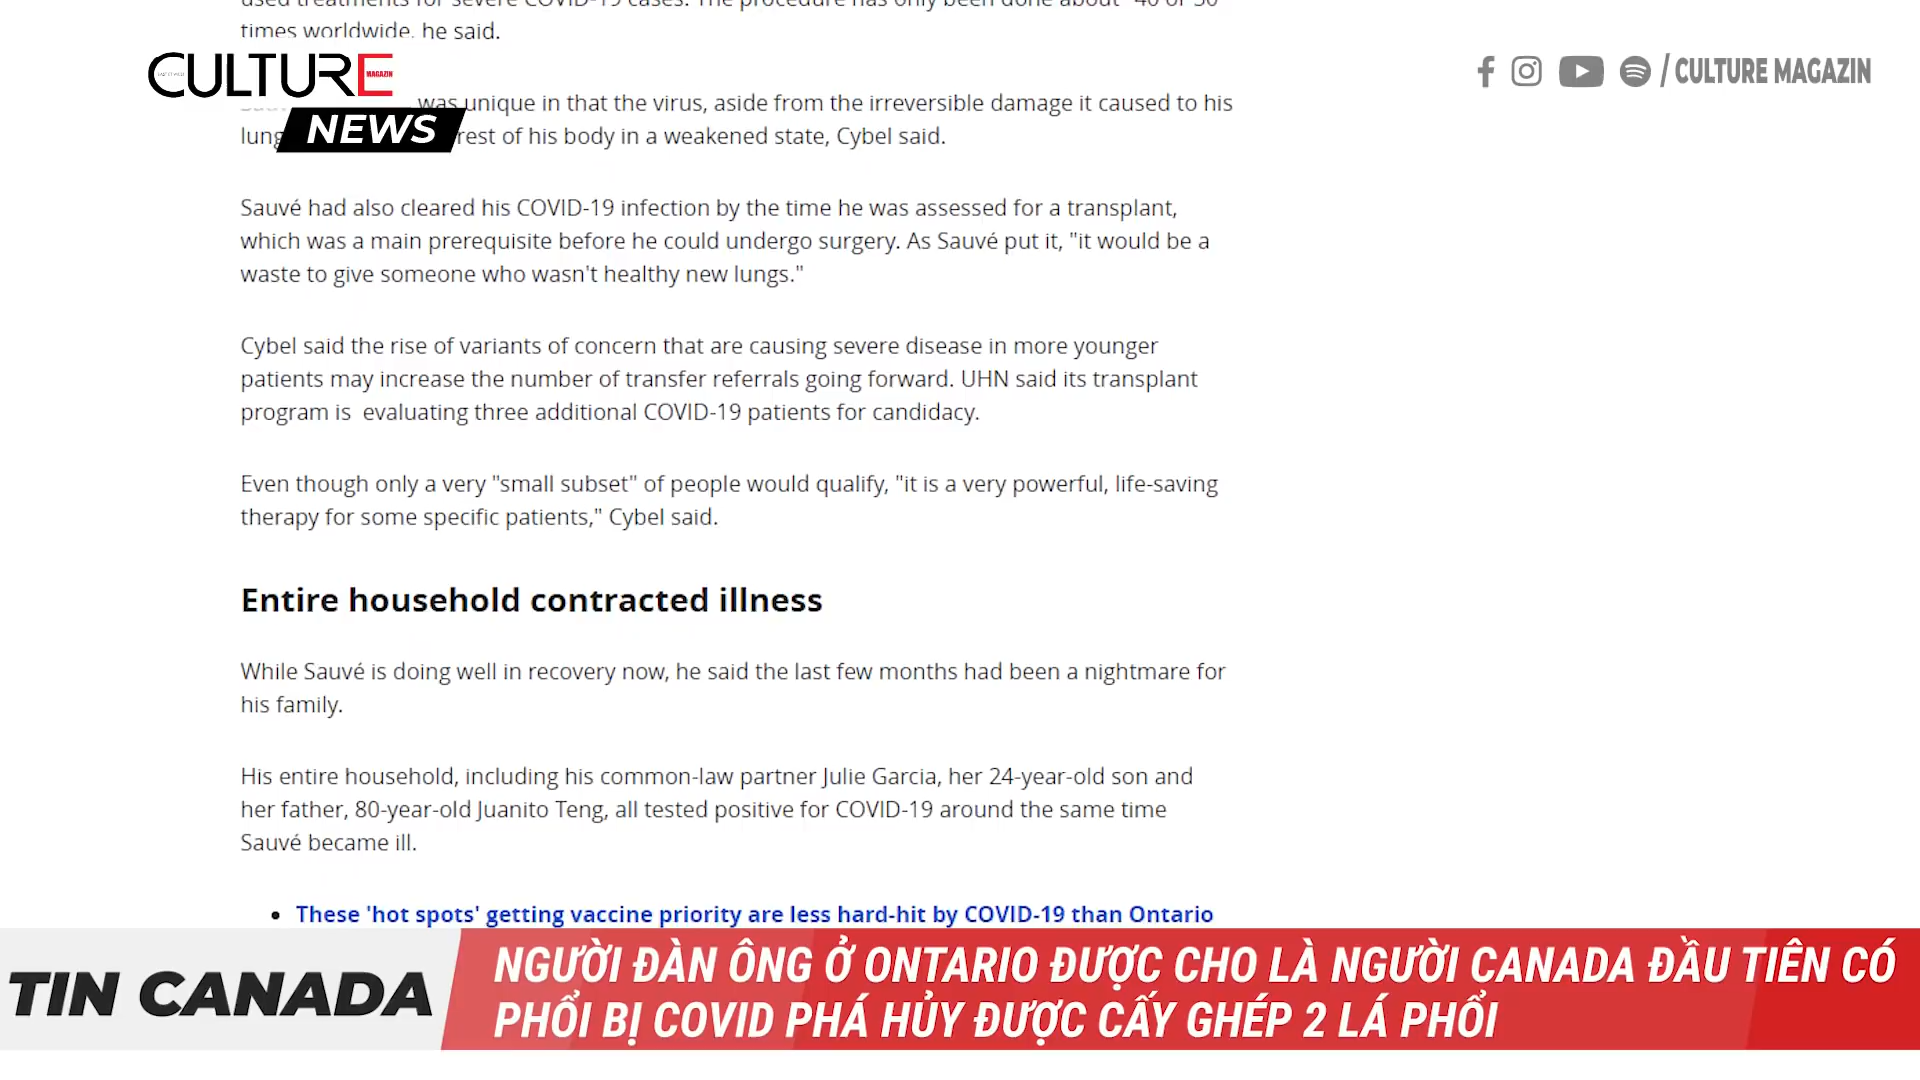 times worldwide, he said.
CULTURE
MAGAZIN
NEWS
/ CULTURE MAGAZIN
was unique in that the virus, aside from the irreversible damage it caused to his
lung rest of his body in a weakened state, Cybel said.
Sauvé had also cleared his COVID-19 infection by the time he was assessed for a transplant,
which was a main prerequisite before he could undergo surgery. As Sauvé put it, "it would be a
waste to give someone who wasn't healthy new lungs."
Cybel said the rise of variants of concern that are causing severe disease in more younger
patients may increase the number of transfer referrals going forward. UHN said its transplant
program is  evaluating three additional COVID-19 patients for candidacy.
Even though only a very "small subset" of people would qualify, "it is a very powerful, life-saving
therapy for some specific patients," Cybel said.
Entire household contracted illness
While Sauvé is doing well in recovery now, he said the last few months had been a nightmare for
his family.
His entire household, including his common-law partner Julie Garcia, her 24-year-old son and
her father, 80-year-old Juanito Teng, all tested positive for COVID-19 around the same time
Sauvé became ill.
• These 'hot spots' getting vaccine priority are less hard-hit by COVID-19 than Ontario
TIN CANADA
NGƯỜI ĐÀN ÔNG Ở ONTARIO ĐƯỢC CHO LÀ NGƯỜI CANADA ĐẦU TIÊN CÓ
PHỔI BỊ COVID PHÁ HỦY ĐƯỢC CẤY GHÉP 2 LÁ PHỔI